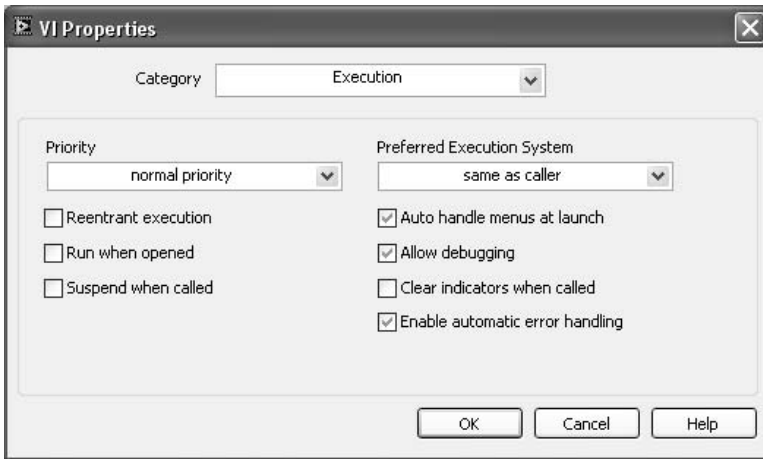 VI Properties
Category Execution
Priority Preferred Execution System
normal priority same as caller
Reentrant execution Auto handle menus at launch
Run when opened Allow debugging
Suspend when called Clear indicators when called
Enable automatic error handling
OK Cancel Help